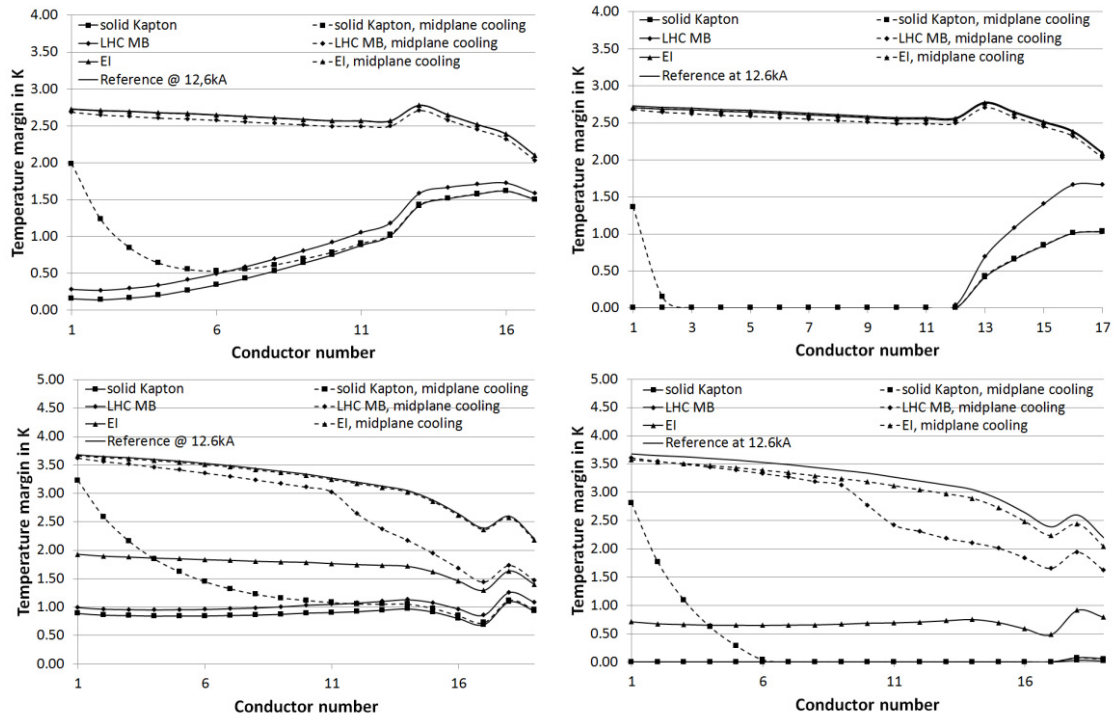 4.00
3.50
3.00
2.50
2.00
1.50
1.00
0.50
0.00
Temperature margin in K
solid Kapton
solid Kapton, midplane cooling
LHC MB
LHC MB, midplane cooling
EI
EI, midplane cooling
Reference @ 12,6kA
1 6 11 16
Conductor number
4.00
3.50
3.00
2.50
2.00
1.50
1.00
0.50
0.00
Temperature margin in K
solid Kapton
solid Kapton, midplane cooling
LHC MB
LHC MB, midplane cooling
EI
EI, midplane cooling
Reference at 12.6kA
1 3 5 7 9 11 13 15 17
Conductor number
5.00
4.50
4.00
3.50
3.00
2.50
2.00
1.50
1.00
0.50
0.00
Temperature margin in K
solid Kapton
solid Kapton, midplane cooling
LHC MB
LHC MB, midplane cooling
EI
EI, midplane cooling
Reference @ 12.6kA
1 6 11 16
Conductor number
5.00
4.50
4.00
3.50
3.00
2.50
2.00
1.50
1.00
0.50
0.00
Temperature margin in K
solid Kapton
solid Kapton, midplane cooling
LHC MB
LHC MB, midplane cooling
EI
EI, midplane cooling
Reference at 12.6kA
1 6 11 16
Conductor number